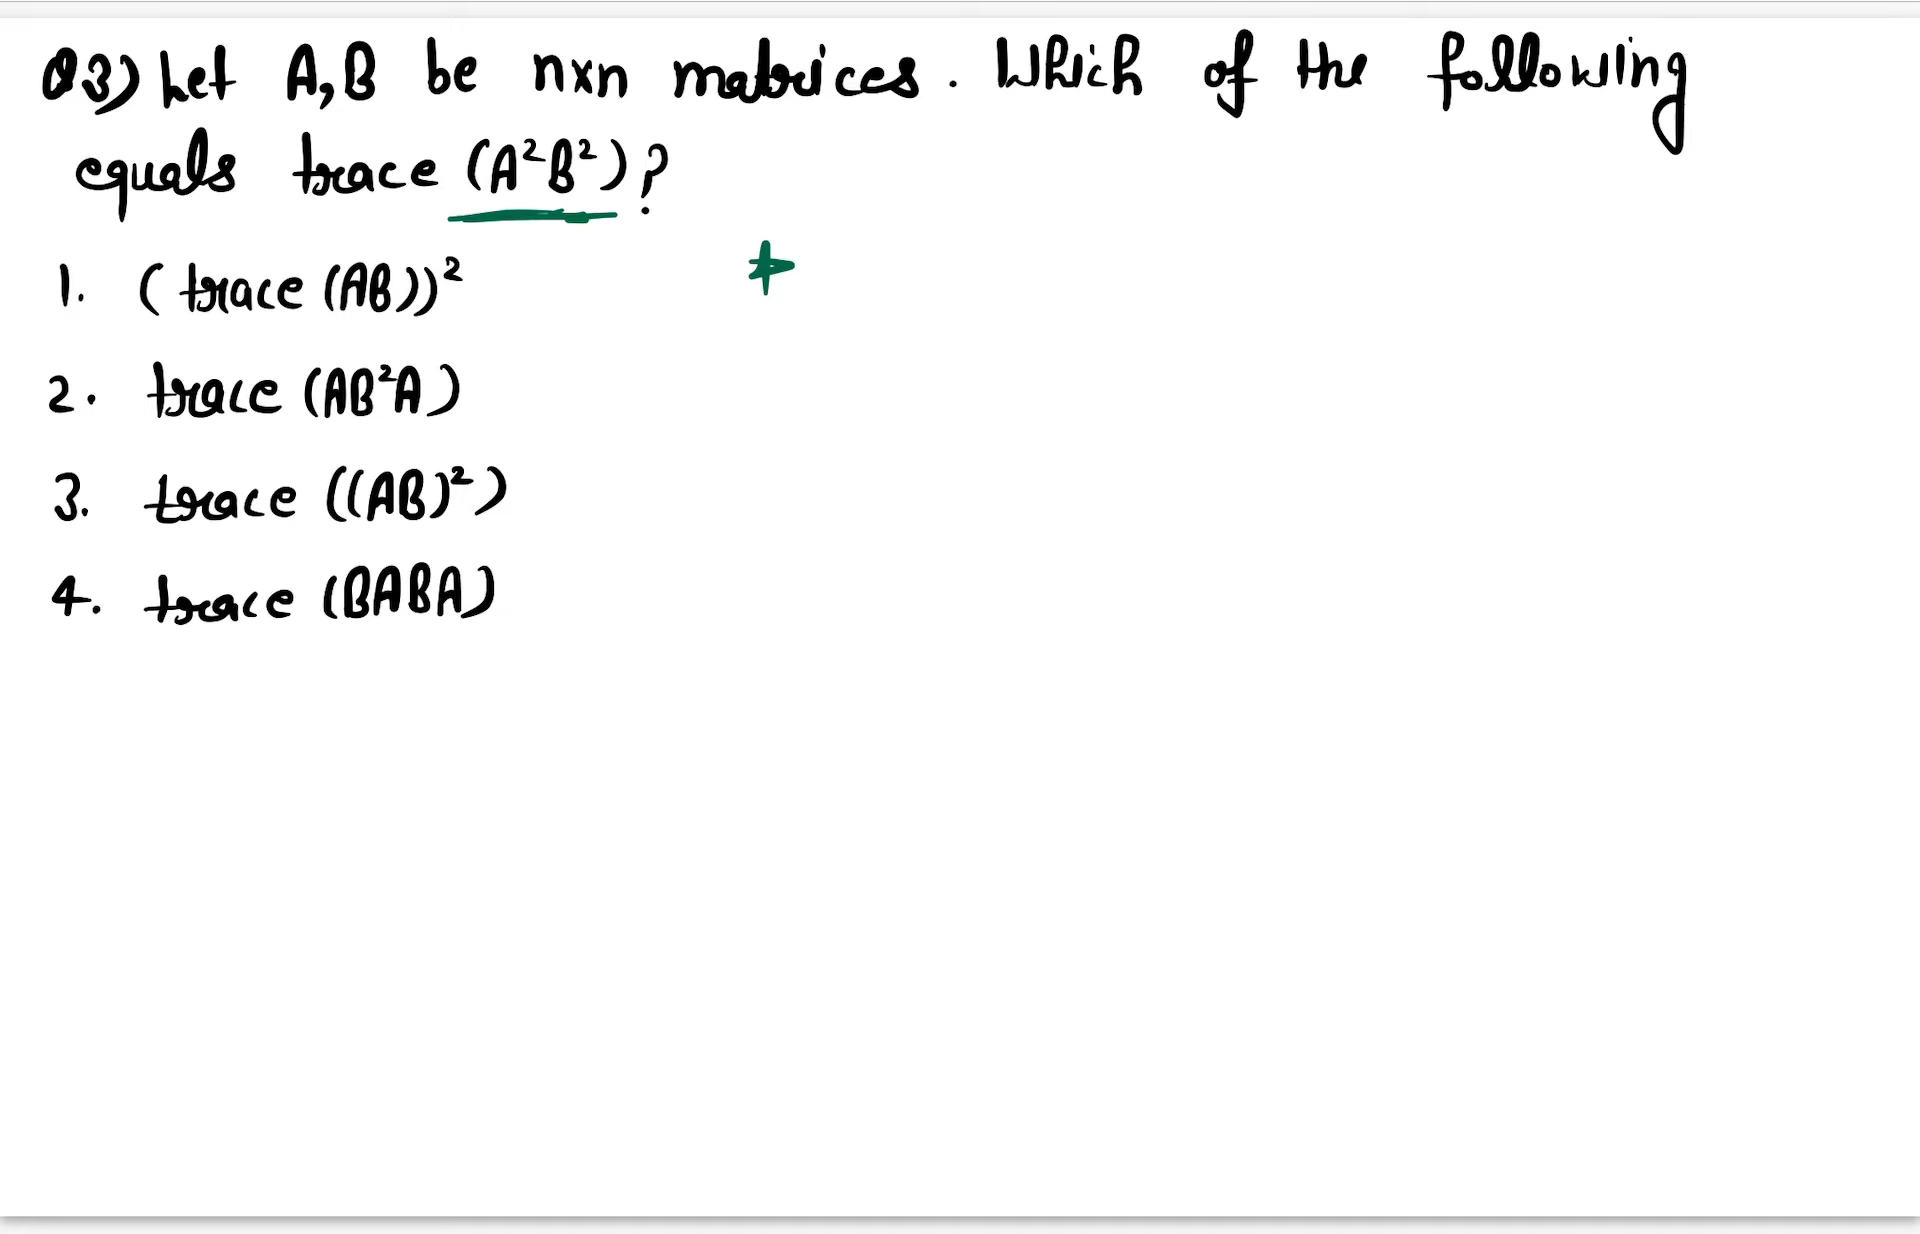 Q3) Let A,B be nxn matrices. Which of the following
equals trace (A²B²)?
1. (trace (AB))²
2. trace (AB²A)
3. trace ((AB)²)
4. trace (BABA)